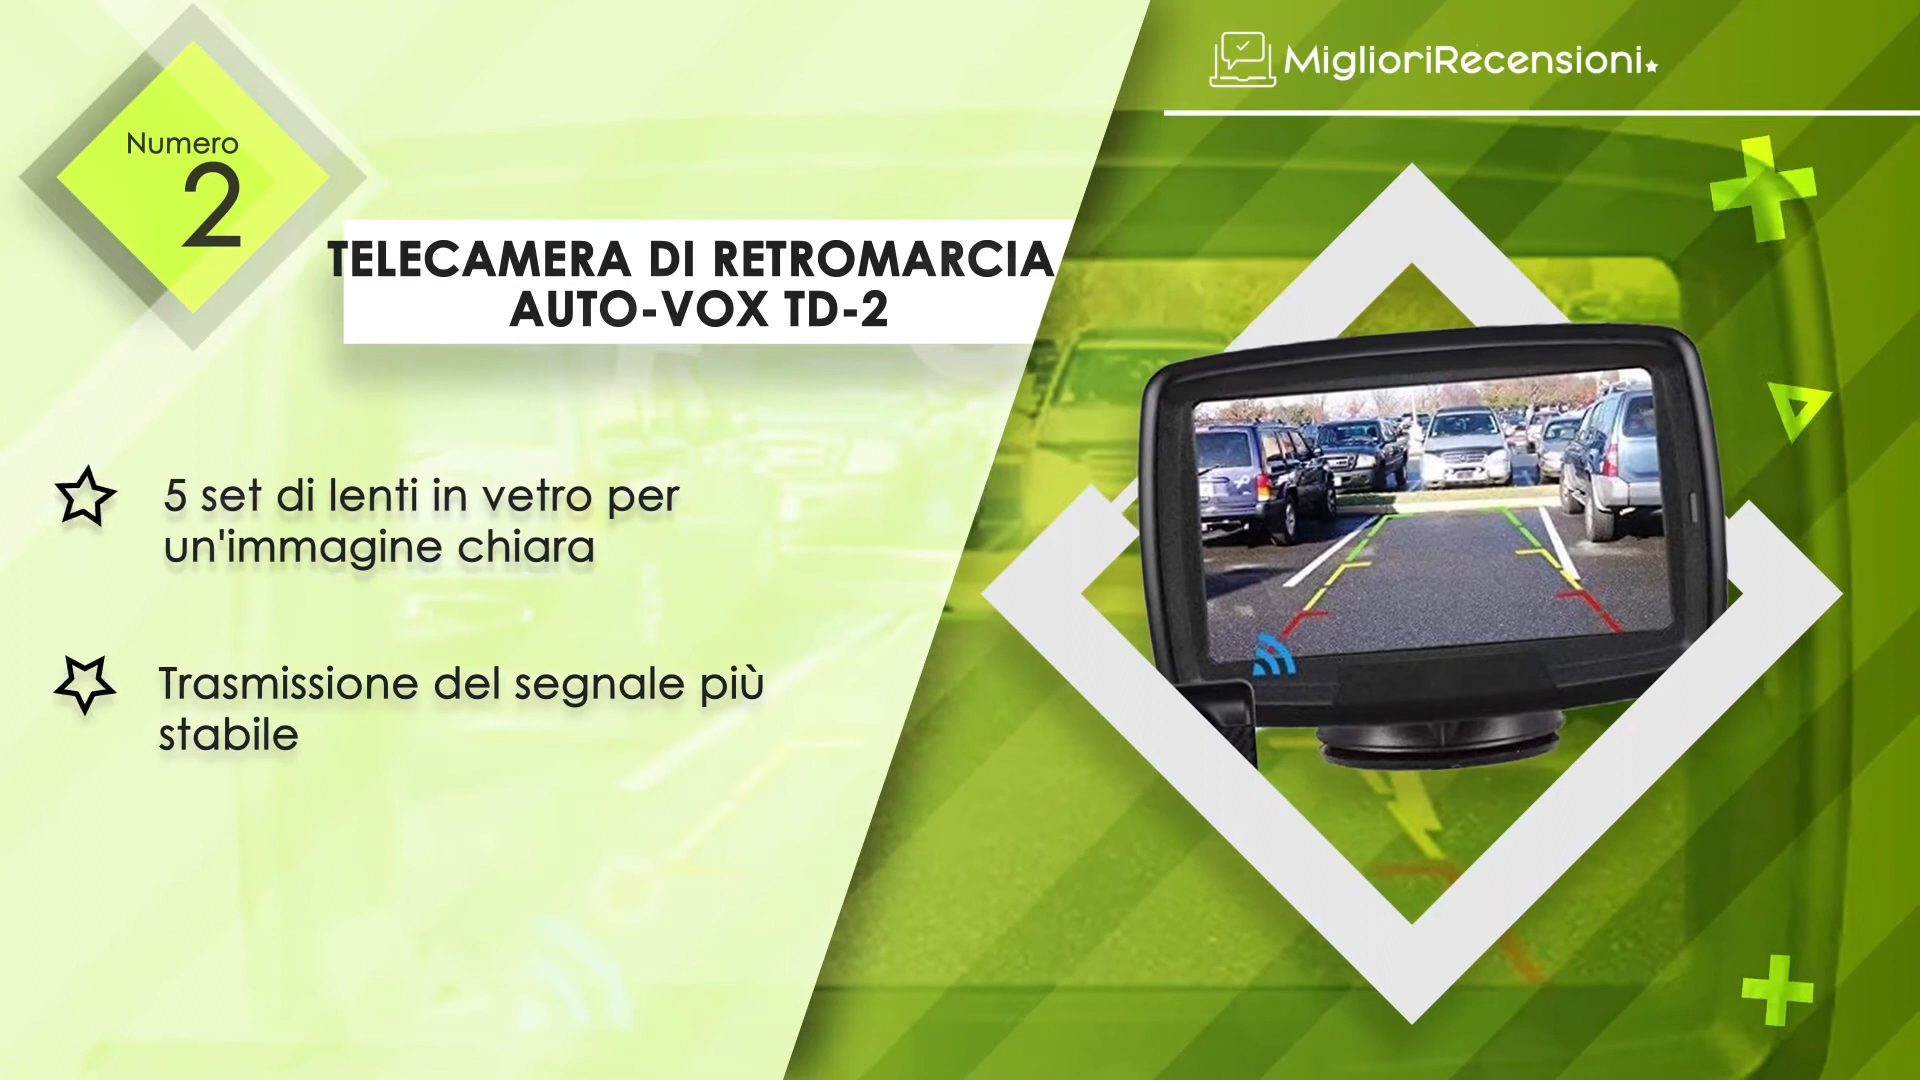 MiglioriRecensioni
Numero
2
TELECAMERA DI RETROMARCIA
AUTO-VOX TD-2
5 set di lenti in vetro per
un'immagine chiara
Trasmissione del segnale più
stabile